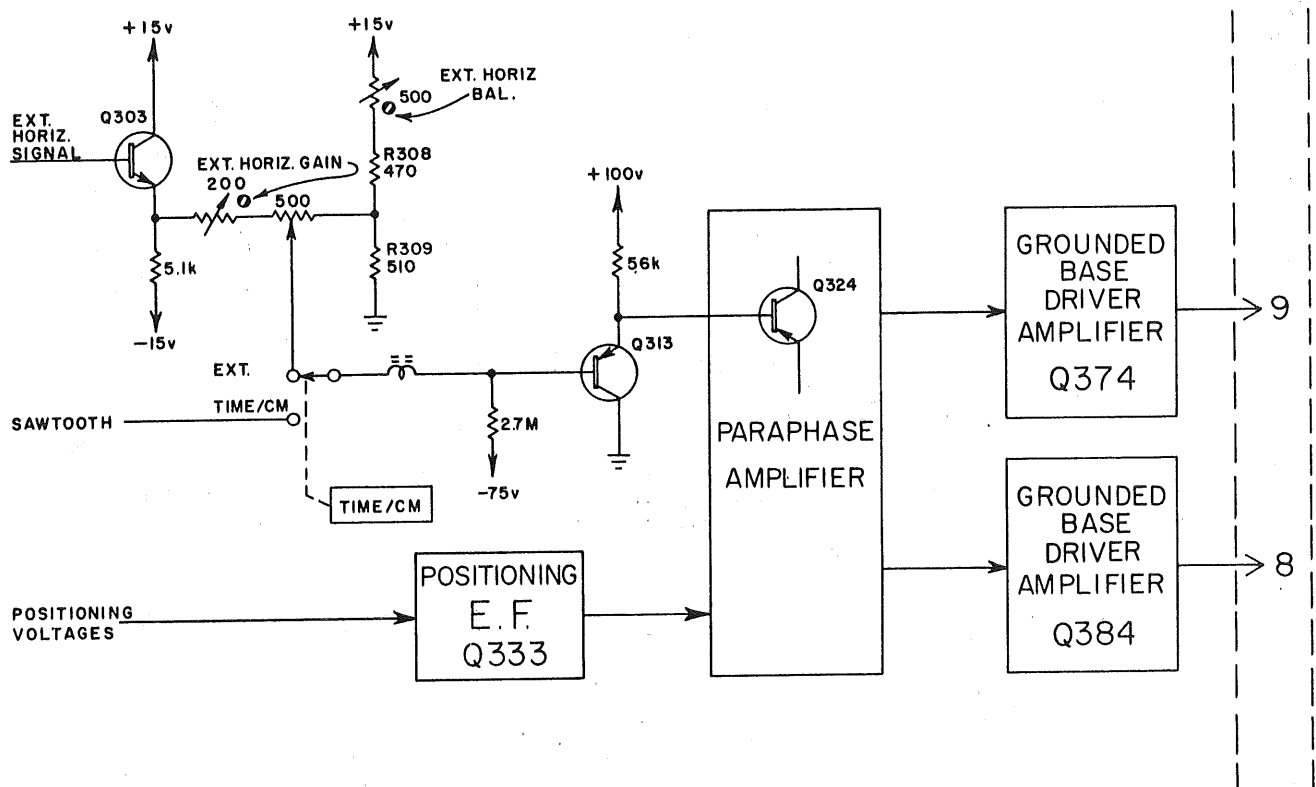 +15v
+15v
EXT. HORIZ
BAL.
500
Q303
EXT.
HORIZ.
SIGNAL
EXT. HORIZ. GAIN
200
500
R308
470
R309
510
5.1k
-15v
+100v
56k
Q324
Q313
EXT.
TIME/CM
SAWTOOTH
2.7M
-75v
TIME/CM
PARAPHASE
AMPLIFIER
GROUNDED
BASE
DRIVER
AMPLIFIER
Q374
9
GROUNDED
BASE
DRIVER
AMPLIFIER
Q384
8
POSITIONING
VOLTAGES
POSITIONING
E.F.
Q333